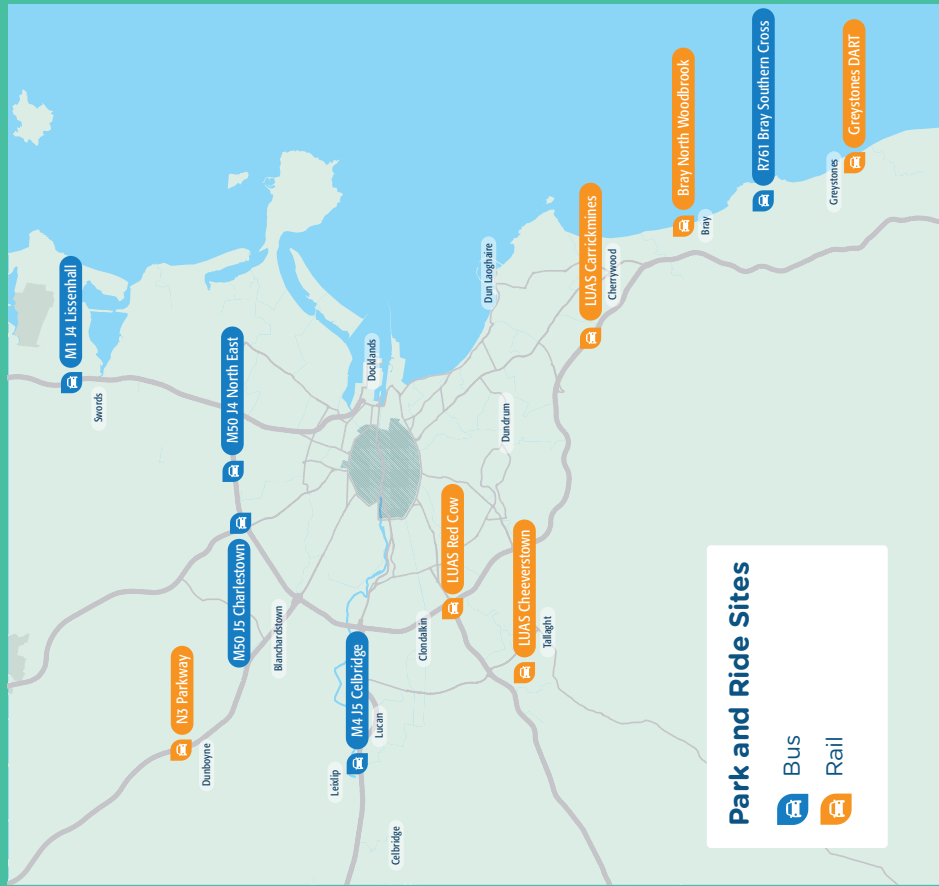 M1 J4 Lissenhall
Swords
M50 J4 North East
M50 J5 Charlestown
N3 Parkway
Dunboyne
Blanchardstown
Docklands
M4 J5 Celbridge
Leixlip
Lucan
Celbridge
Clondalkin
LUAS Red Cow
LUAS Cheeverstown
Tallaght
Dundrum
Dun Laoghaire
LUAS Carrickmines
Cherrywood
Bray North Woodbrook
Bray
R761 Bray Southern Cross
Greystones
Greystones DART
Park and Ride Sites
Bus
Rail